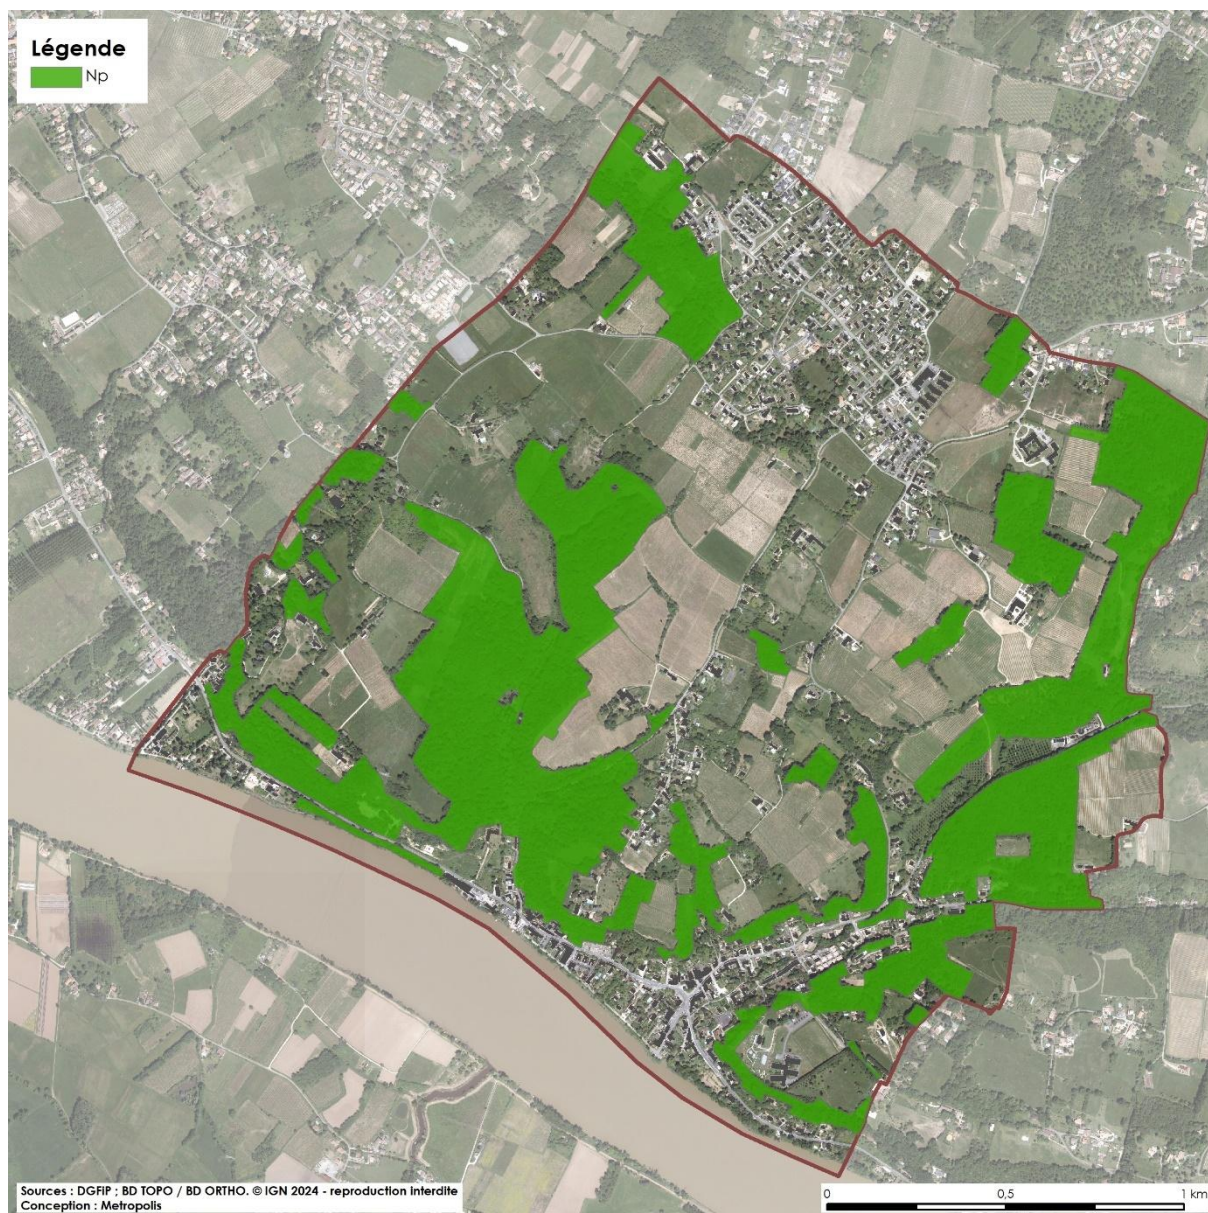 Légende
Np
Sources : DGFiP ; BD TOPO / BD ORTHO. © IGN 2024 - reproduction interdite
Conception : Metropolis
0 0,5 1 km